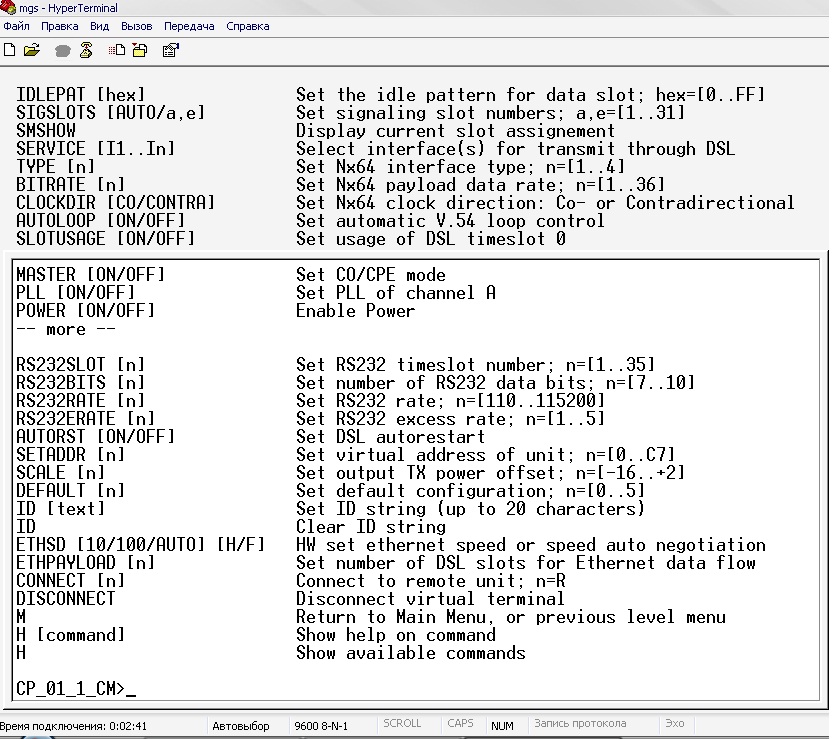 mgs - HyperTerminal
Файл Правка Вид Вызов Передача Справка
IDLEPAT [hex] Set the idle pattern for data slot; hex=[0..FF]
SIGSLOTS [AUTO/a,e] Set signaling slot numbers; a,e=[1..31]
SMSHOW Display current slot assignement
SERVICE [I1..In] Select interface(s) for transmit through DSL
TYPE [n] Set Nx64 interface type; n=[1..4]
BITRATE [n] Set Nx64 payload data rate; n=[1..36]
CLOCKDIR [CO/CONTRA] Set Nx64 clock direction: Co- or Contradirectional
AUTOLOOP [ON/OFF] Set automatic V.54 loop control
SLOTUSAGE [ON/OFF] Set usage of DSL timeslot 0
MASTER [ON/OFF] Set CO/CPE mode
PLL [ON/OFF] Set PLL of channel A
POWER [ON/OFF] Enable Power
-- more --
RS232SLOT [n] Set RS232 timeslot number; n=[1..35]
RS232BITS [n] Set number of RS232 data bits; n=[7..10]
RS232RATE [n] Set RS232 rate; n=[110..115200]
RS232ERATE [n] Set RS232 excess rate; n=[1..5]
AUTORST [ON/OFF] Set DSL autorestart
SETADDR [n] Set virtual address of unit; n=[0..C7]
SCALE [n] Set output TX power offset; n=[-16..+2]
DEFAULT [n] Set default configuration; n=[0..5]
ID [text] Set ID string (up to 20 characters)
ID Clear ID string
ETHSD [10/100/AUTO] [H/F] HW set ethernet speed or speed auto negotiation
ETHPAYLOAD [n] Set number of DSL slots for Ethernet data flow
CONNECT [n] Connect to remote unit; n=R
DISCONNECT Disconnect virtual terminal
M Return to Main Menu, or previous level menu
H [command] Show help on command
H Show available commands
CP_01_1_CM>_
Время подключения: 0:02:41 Автовыбор 9600 8-N-1 SCROLL CAPS NUM Запись протокола Эхо